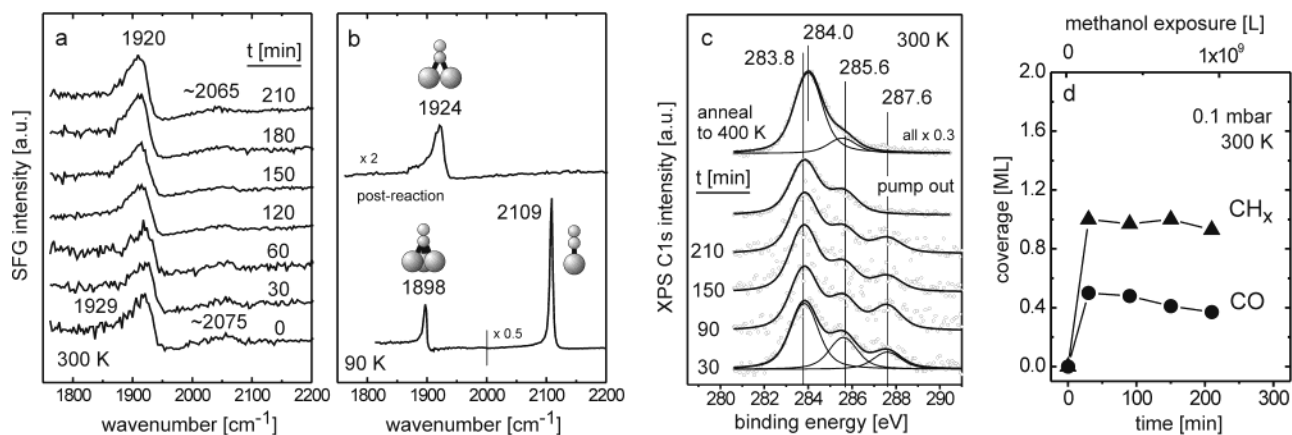 a
1920
t [min]
~2065
210
180
150
120
60
30
1929
~2075
0
300 K
SFG intensity [a.u.]
1800 1900 2000 2100 2200
wavenumber [cm⁻¹]
b
1924
x 2
post-reaction
2109
1898
x 0.5
90 K
1800 1900 2000 2100 2200
wavenumber [cm⁻¹]
c
284.0
300 K
283.8
285.6
287.6
anneal
to 400 K
all x 0.3
t [min]
pump out
210
150
90
30
XPS C1s intensity [a.u.]
280 282 284 286 288 290
binding energy [eV]
methanol exposure [L]
0
1x10⁹
2.0
d
0.1 mbar
300 K
1.6
1.2
CHₓ
0.8
CO
0.4
0.0
coverage [ML]
0 100 200 300
time [min]